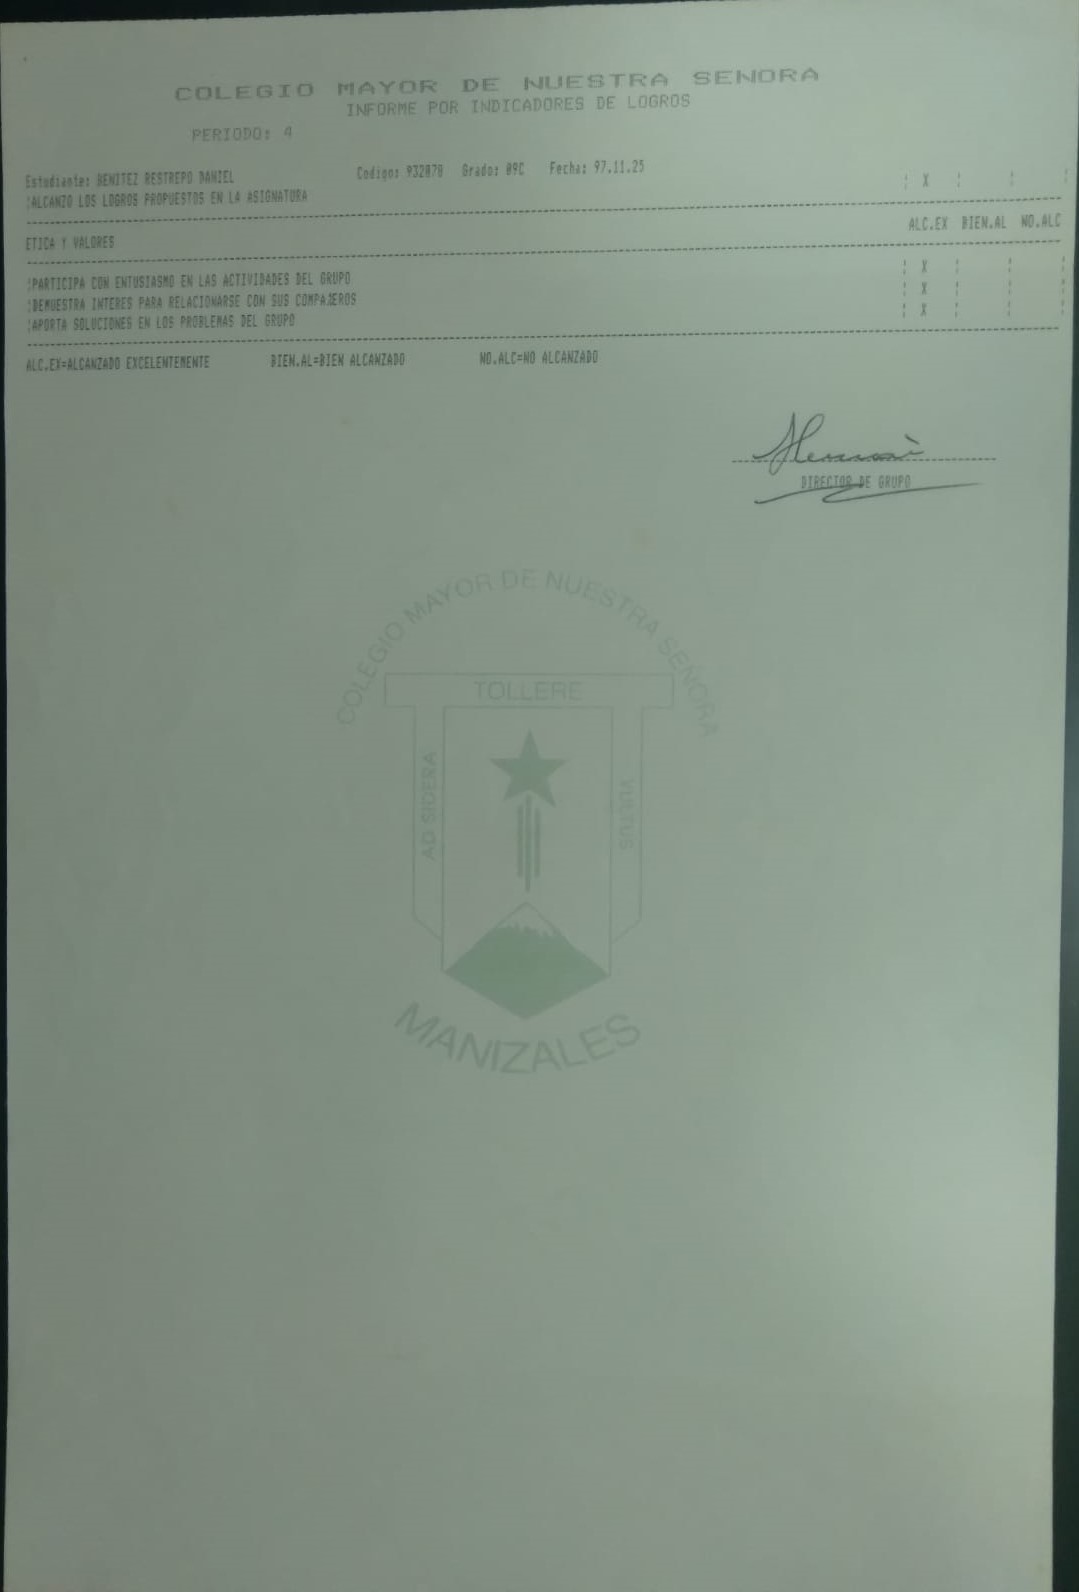 COLEGIO MAYOR DE NUESTRA SENORA
INFORME POR INDICADORES DE LOGROS
PERIODO: 4
Estudiante: BENITEZ RESTREPO DANIEL Codigo: 932078 Grado: 09C Fecha: 97.11.25
¦ALCANZO LOS LOGROS PROPUESTOS EN LA ASIGNATURA ¦ X ¦ ¦ ¦
ALC.EX BIEN.AL NO.ALC
ETICA Y VALORES
¦PARTICIPA CON ENTUSIASMO EN LAS ACTIVIDADES DEL GRUPO ¦ X ¦ ¦ ¦
¦DEMUESTRA INTERES PARA RELACIONARSE CON SUS COMPAJEROS ¦ X ¦ ¦ ¦
¦APORTA SOLUCIONES EN LOS PROBLEMAS DEL GRUPO ¦ X ¦ ¦ ¦
ALC.EX=ALCANZADO EXCELENTEMENTE BIEN.AL=BIEN ALCANZADO NO.ALC=NO ALCANZADO
DIRECTOR DE GRUPO
COLEGIO MAYOR DE NUESTRA SEÑORA
TOLLERE
AD SIDERA
VULTUS
MANIZALES